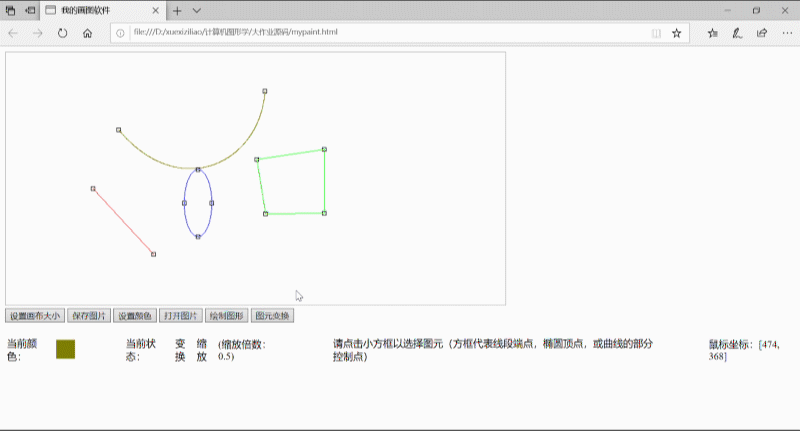 我的画图软件
file:///D:/xuexiziliao/计算机图形学/大作业源码/mypaint.html
设置画布大小 保存图片 设置颜色 打开图片 绘制图形 图元变换
当前颜 当前状 变 缩 (缩放倍数: 请点击小方框以选择图元（方框代表线段端点，椭圆顶点，或曲线的部分 鼠标坐标：[474,
色： 态： 换 放 0.5) 控制点） 368]